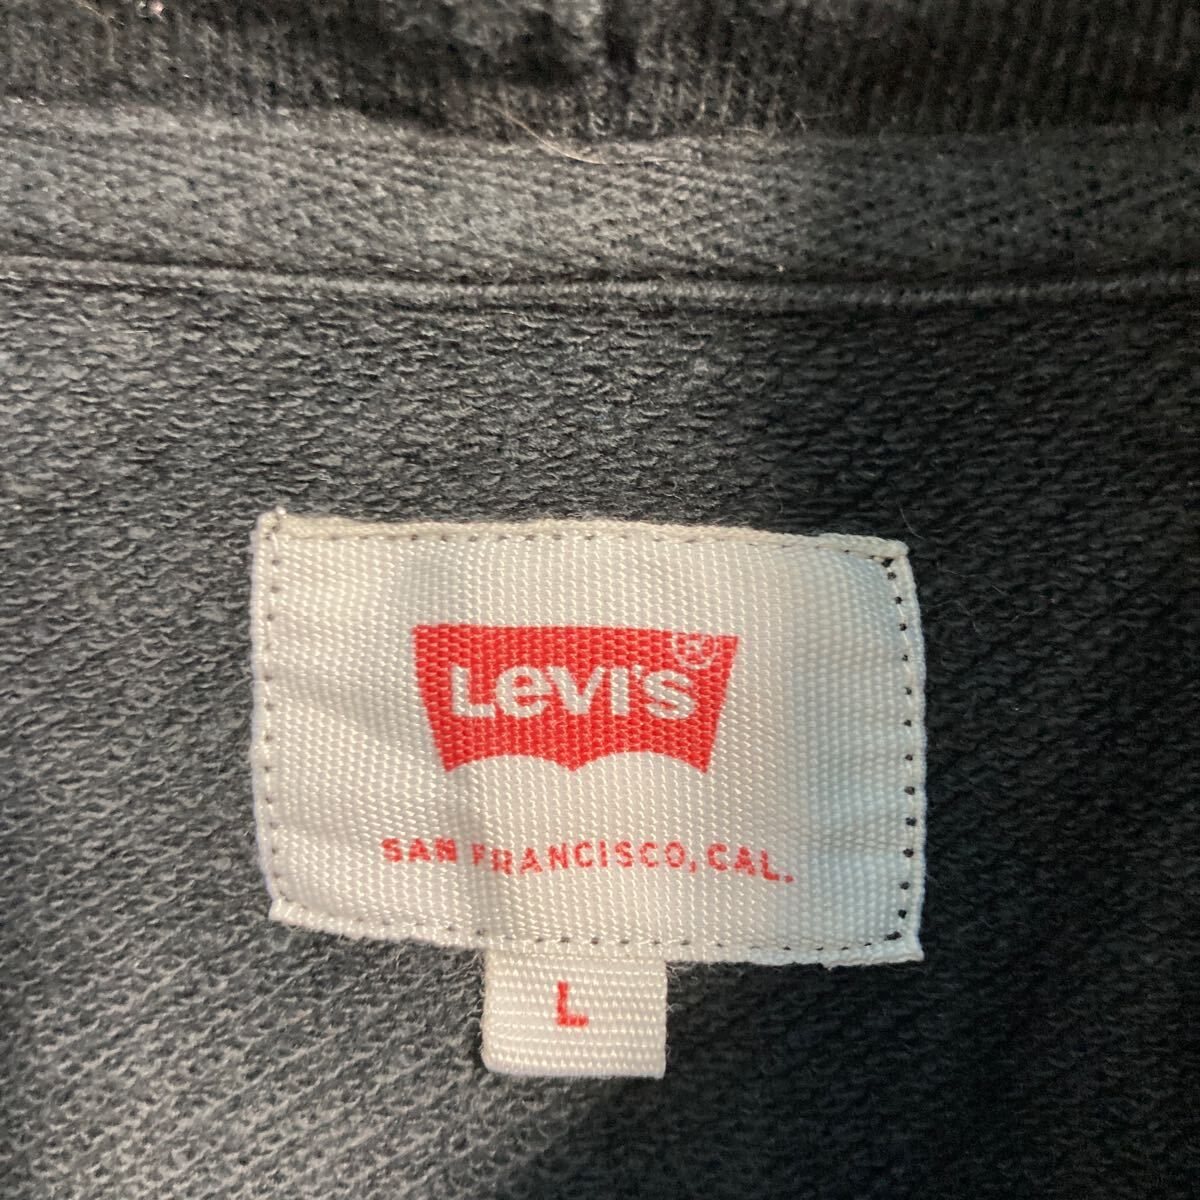 Levi's ®
SAN FRANCISCO, CAL.
L